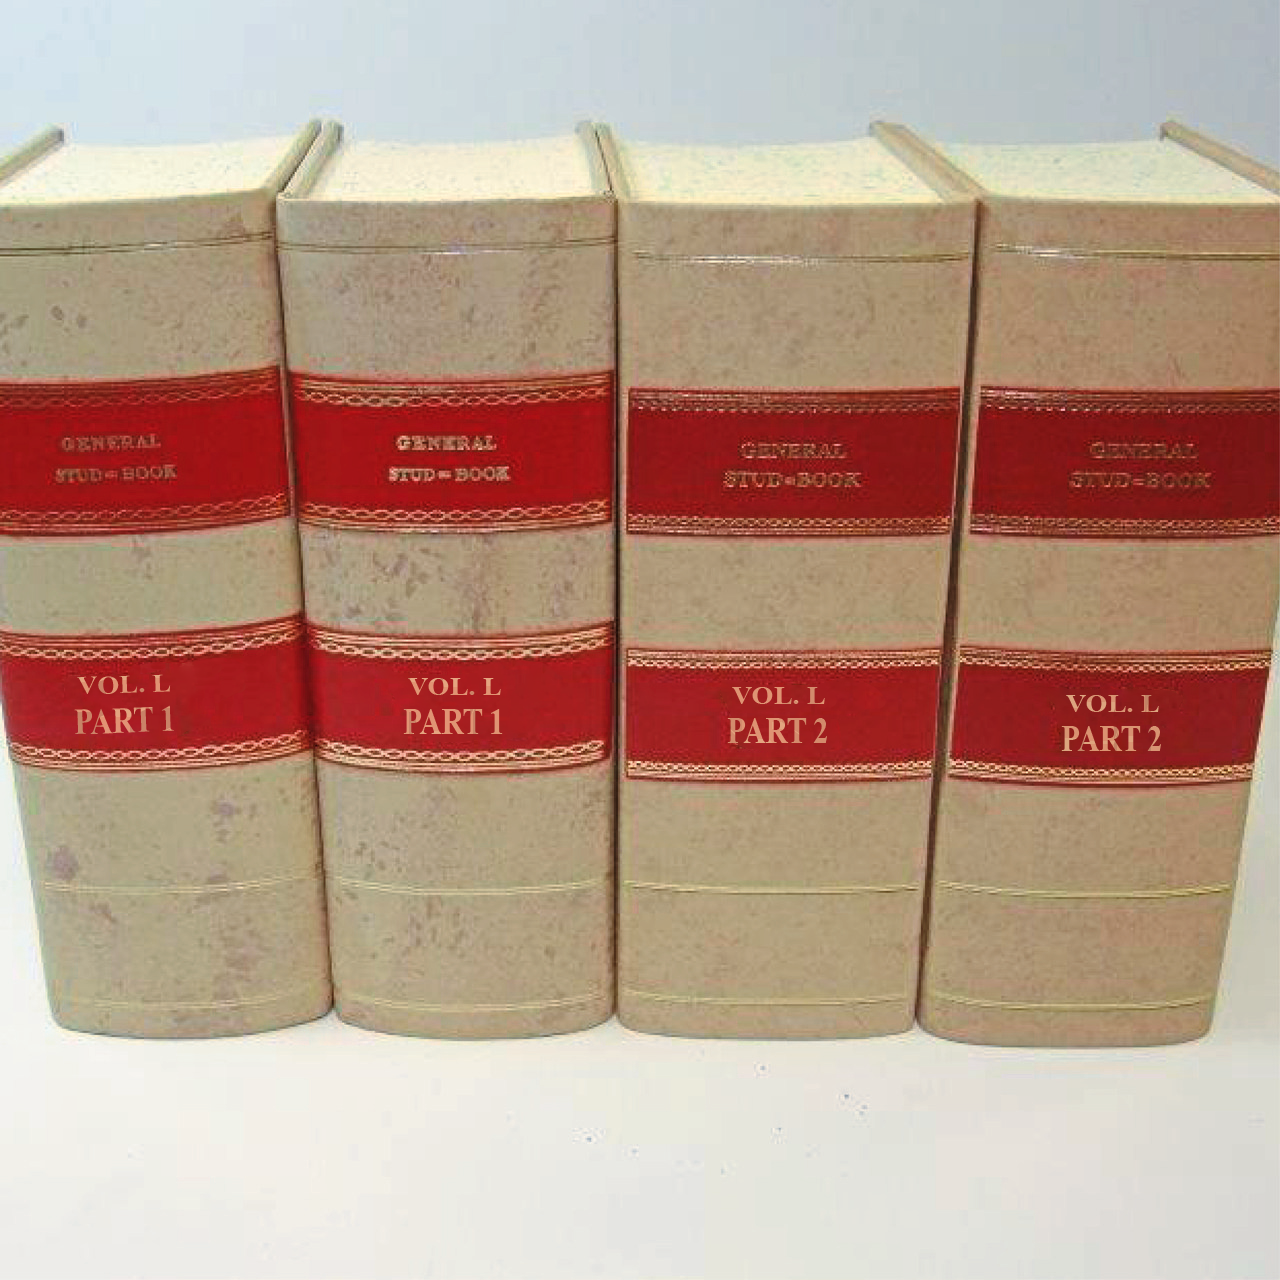 GENERAL
STUD=BOOK
VOL. L
PART 1
GENERAL
STUD=BOOK
VOL. L
PART 1
GENERAL
STUD=BOOK
VOL. L
PART 2
GENERAL
STUD=BOOK
VOL. L
PART 2